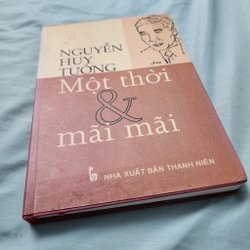 NGUYỄN
HUY
TƯỞNG
Một thời
&
mãi mãi
NHÀ XUẤT BẢN THANH NIÊN